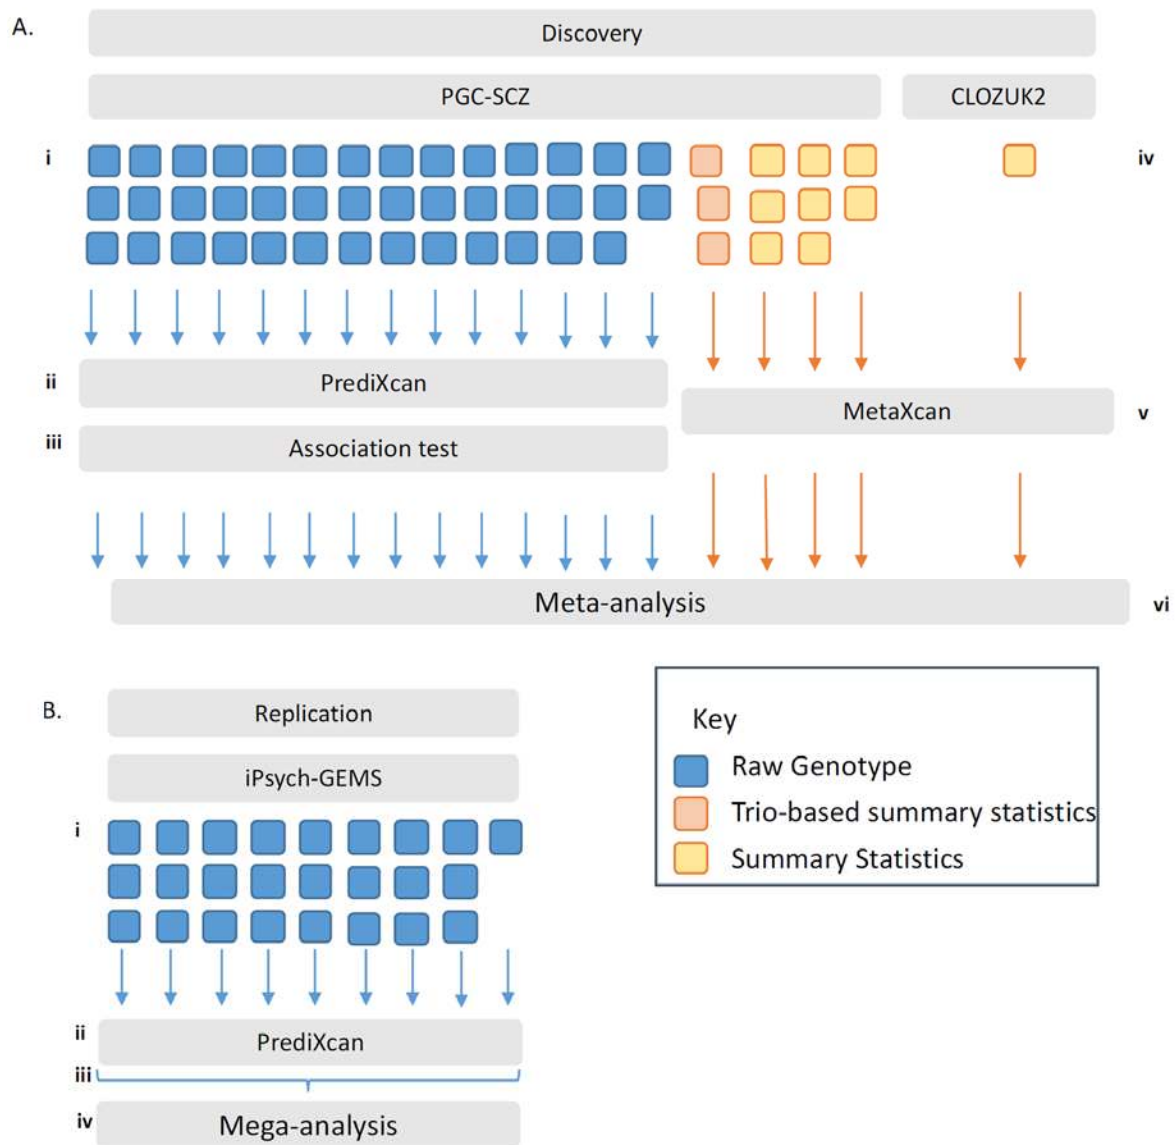 A.
Discovery
PGC-SCZ
CLOZUK2
i
iv
ii
PrediXcan
MetaXcan
v
iii
Association test
Meta-analysis
vi
B.
Replication
iPsych-GEMS
i
ii
PrediXcan
iii
iv
Mega-analysis
Key
Raw Genotype
Trio-based summary statistics
Summary Statistics